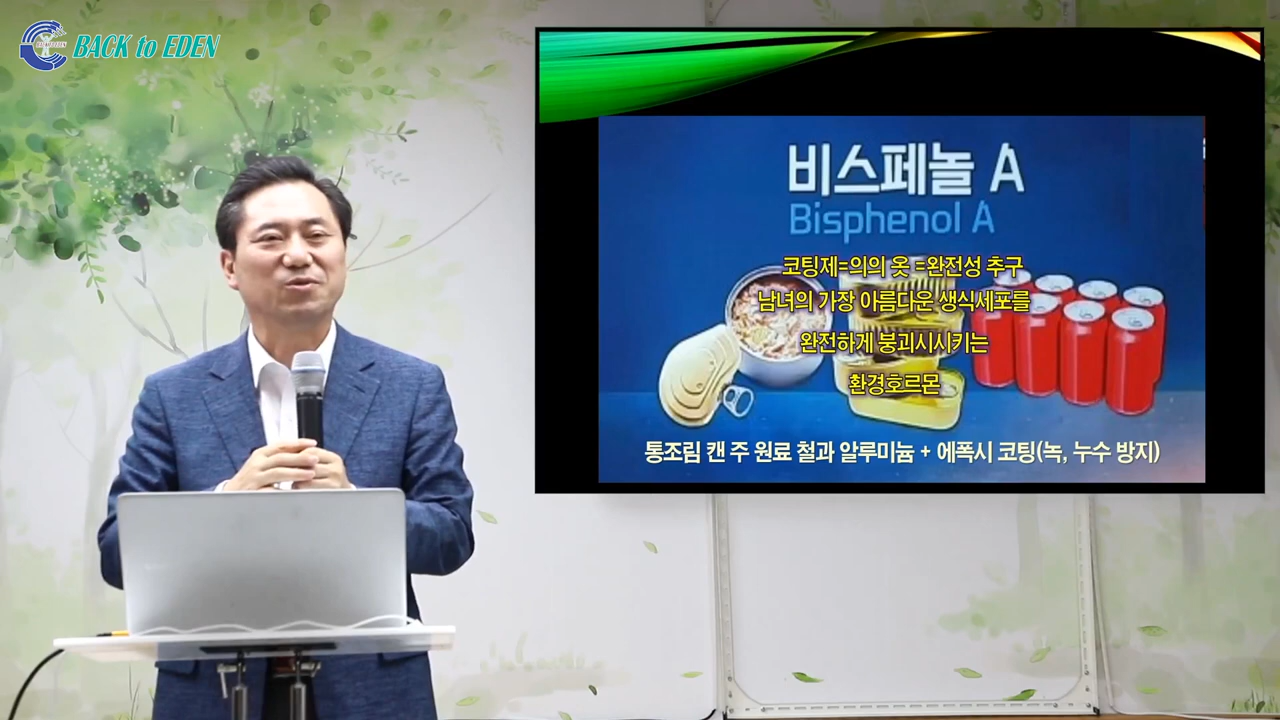 BACK to EDEN
비스페놀 A
Bisphenol A
코팅제=의의 옷 =완전성 추구
남녀의 가장 아름다운 생식세포를
완전하게 붕괴시시키는
환경호르몬
통조림 캔 주 원료 철과 알루미늄 + 에폭시 코팅(녹, 누수 방지)